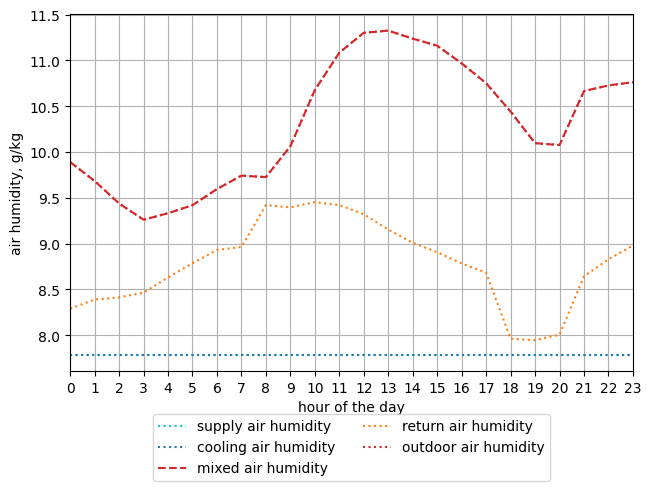 11.5
11.0
10.5
10.0
9.5
9.0
8.5
8.0
air humidity, g/kg
0 1 2 3 4 5 6 7 8 9 10 11 12 13 14 15 16 17 18 19 20 21 22 23
hour of the day
supply air humidity return air humidity
cooling air humidity outdoor air humidity
mixed air humidity